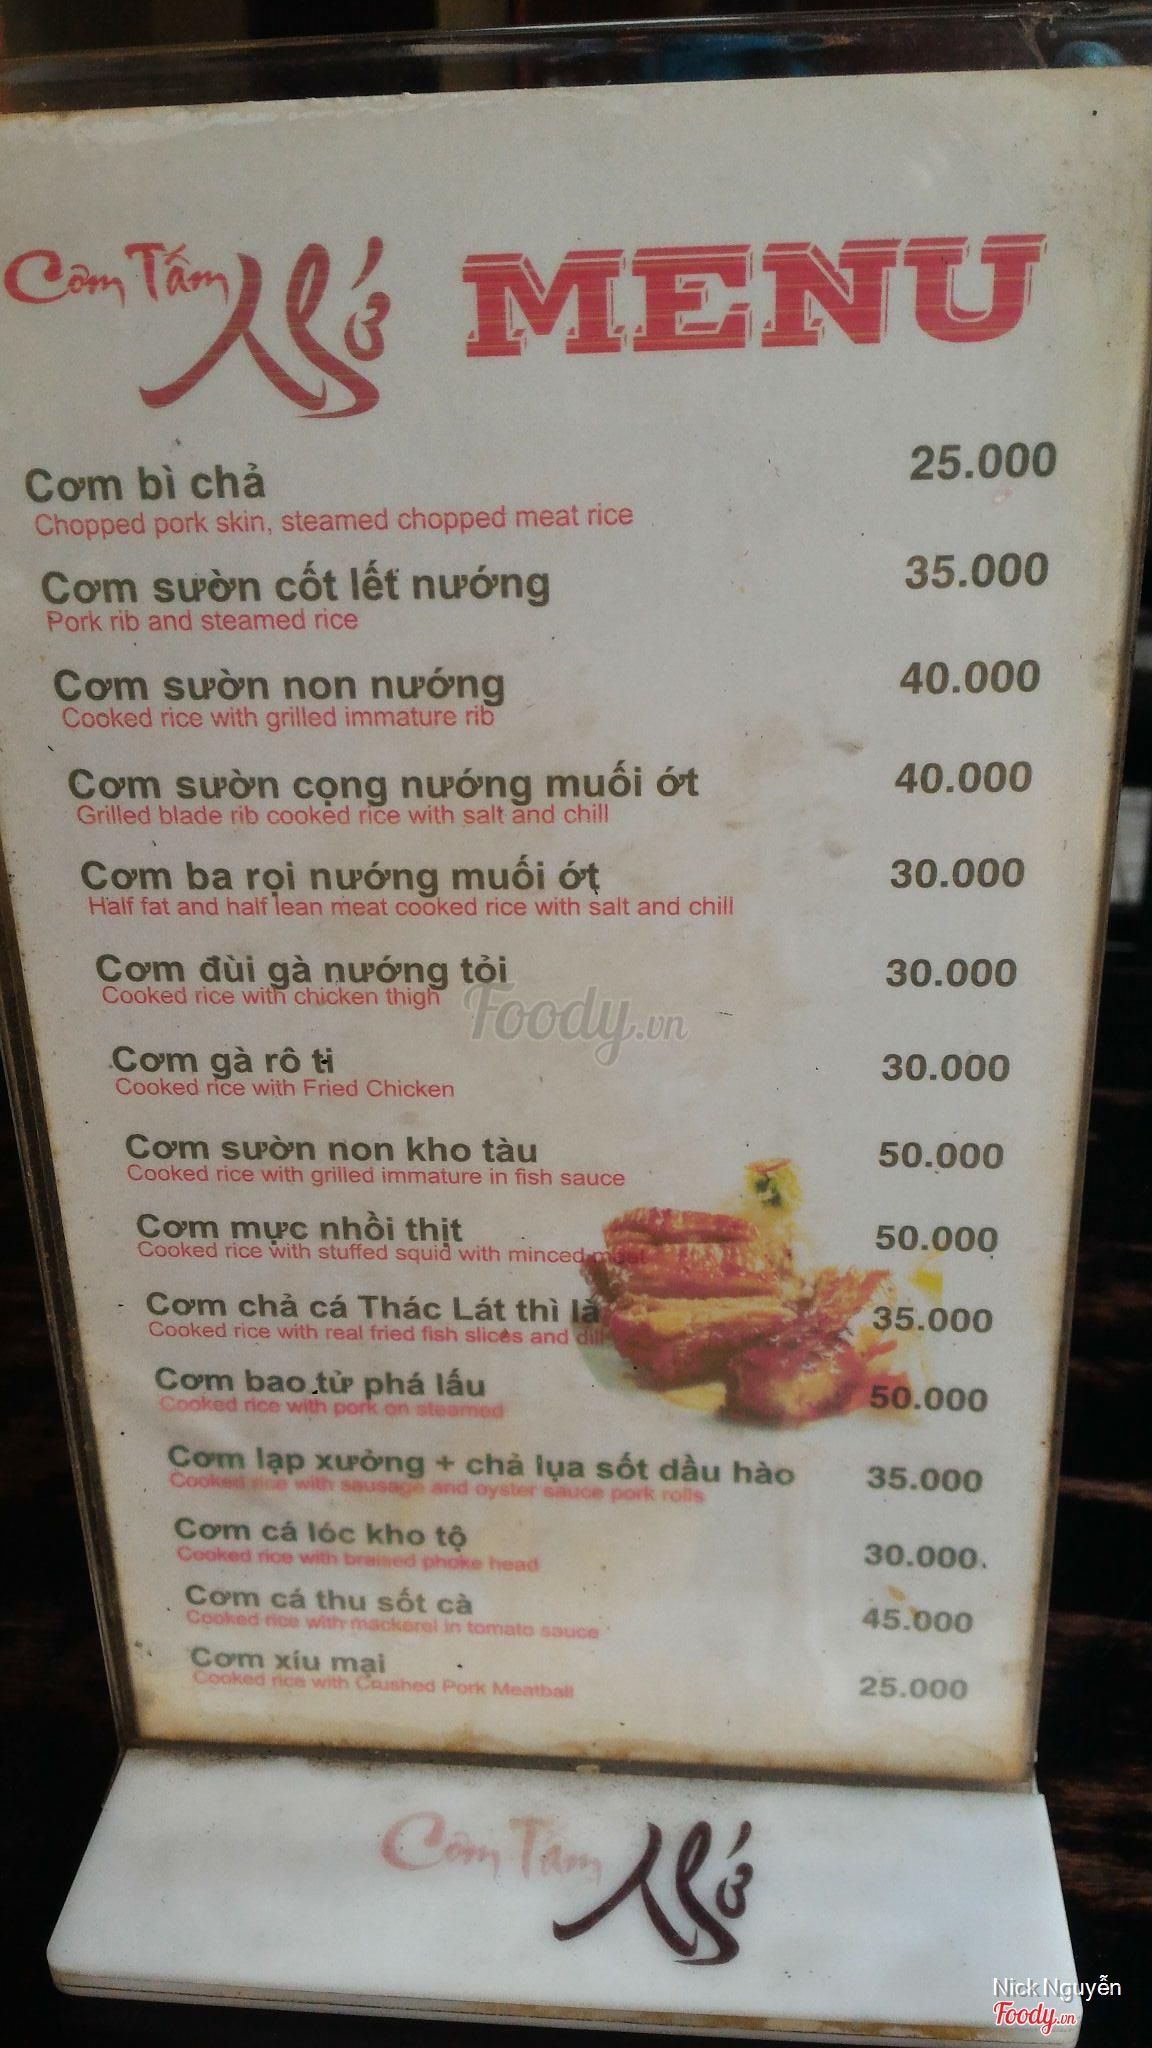 Cơm Tấm Nhớ MENU
Cơm bì chả 25.000
Chopped pork skin, steamed chopped meat rice
Cơm sườn cốt lết nướng 35.000
Pork rib and steamed rice
Cơm sườn non nướng 40.000
Cooked rice with grilled immature rib
Cơm sườn cọng nướng muối ớt 40.000
Grilled blade rib cooked rice with salt and chill
Cơm ba rọi nướng muối ớt 30.000
Half fat and half lean meat cooked rice with salt and chill
Cơm đùi gà nướng tỏi 30.000
Cooked rice with chicken thigh
Foody.vn
Cơm gà rô ti 30.000
Cooked rice with Fried Chicken
Cơm sườn non kho tàu 50.000
Cooked rice with grilled immature in fish sauce
Cơm mực nhồi thịt 50.000
Cooked rice with stuffed squid with minced meat
Cơm chả cá Thác Lát thì là 35.000
Cooked rice with real fried fish slices and dill
Cơm bao tử phá lấu 50.000
Cooked rice with pork on steamed
Cơm lạp xưởng + chả lụa sốt dầu hào 35.000
Cooked rice with sausage and oyster sauce pork rolls
Cơm cá lóc kho tộ 30.000
Cooked rice with braised phoke head
Cơm cá thu sốt cà 45.000
Cooked rice with mackerel in tomato sauce
Cơm xíu mại 25.000
Cooked rice with Crushed Pork Meatball
Cơm Tấm Nhớ
Nick Nguyễn
Foody.vn